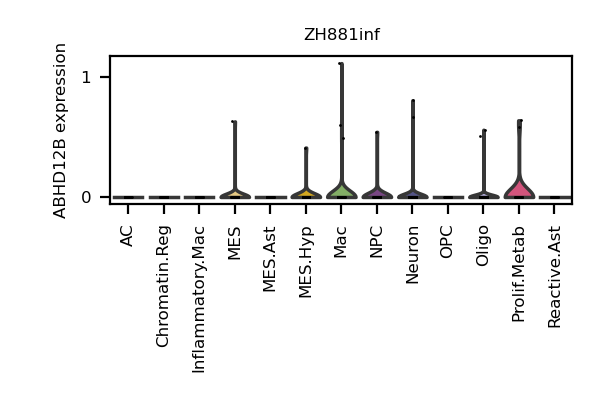 ZH881inf
ABHD12B expression
1
0
AC
Chromatin.Reg
Inflammatory.Mac
MES
MES.Ast
MES.Hyp
Mac
NPC
Neuron
OPC
Oligo
Prolif.Metab
Reactive.Ast